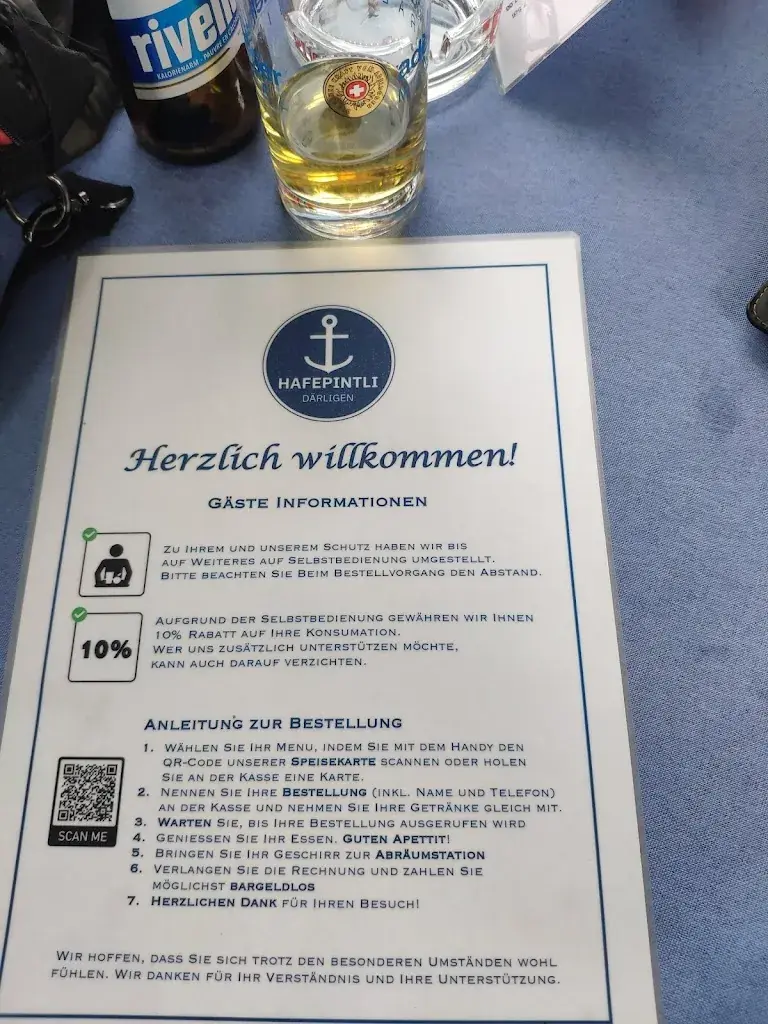 rivella
KALORIENARM - PAUVRE EN
HAFEPINTLI
DÄRLIGEN
Herzlich willkommen!
GÄSTE INFORMATIONEN
ZU IHREM UND UNSEREM SCHUTZ HABEN WIR BIS
AUF WEITERES AUF SELBSTBEDIENUNG UMGESTELLT.
BITTE BEACHTEN SIE BEIM BESTELLVORGANG DEN ABSTAND.
10%
AUFGRUND DER SELBSTBEDIENUNG GEWÄHREN WIR IHNEN
10% RABATT AUF IHRE KONSUMATION.
WER UNS ZUSÄTZLICH UNTERSTÜTZEN MÖCHTE,
KANN AUCH DARAUF VERZICHTEN.
ANLEITUNG ZUR BESTELLUNG
1. WÄHLEN SIE IHR MENU, INDEM SIE MIT DEM HANDY DEN
QR-CODE UNSERER SPEISEKARTE SCANNEN ODER HOLEN
SIE AN DER KASSE EINE KARTE.
2. NENNEN SIE IHRE BESTELLUNG (INKL. NAME UND TELEFON)
AN DER KASSE UND NEHMEN SIE IHRE GETRÄNKE GLEICH MIT.
3. WARTEN SIE, BIS IHRE BESTELLUNG AUSGERUFEN WIRD
4. GENIESSEN SIE IHR ESSEN. GUTEN APETTIT!
5. BRINGEN SIE IHR GESCHIRR ZUR ABRÄUMSTATION
6. VERLANGEN SIE DIE RECHNUNG UND ZAHLEN SIE
MÖGLICHST BARGELDLOS
7. HERZLICHEN DANK FÜR IHREN BESUCH!
SCAN ME
WIR HOFFEN, DASS SIE SICH TROTZ DEN BESONDEREN UMSTÄNDEN WOHL
FÜHLEN. WIR DANKEN FÜR IHR VERSTÄNDNIS UND IHRE UNTERSTÜTZUNG.